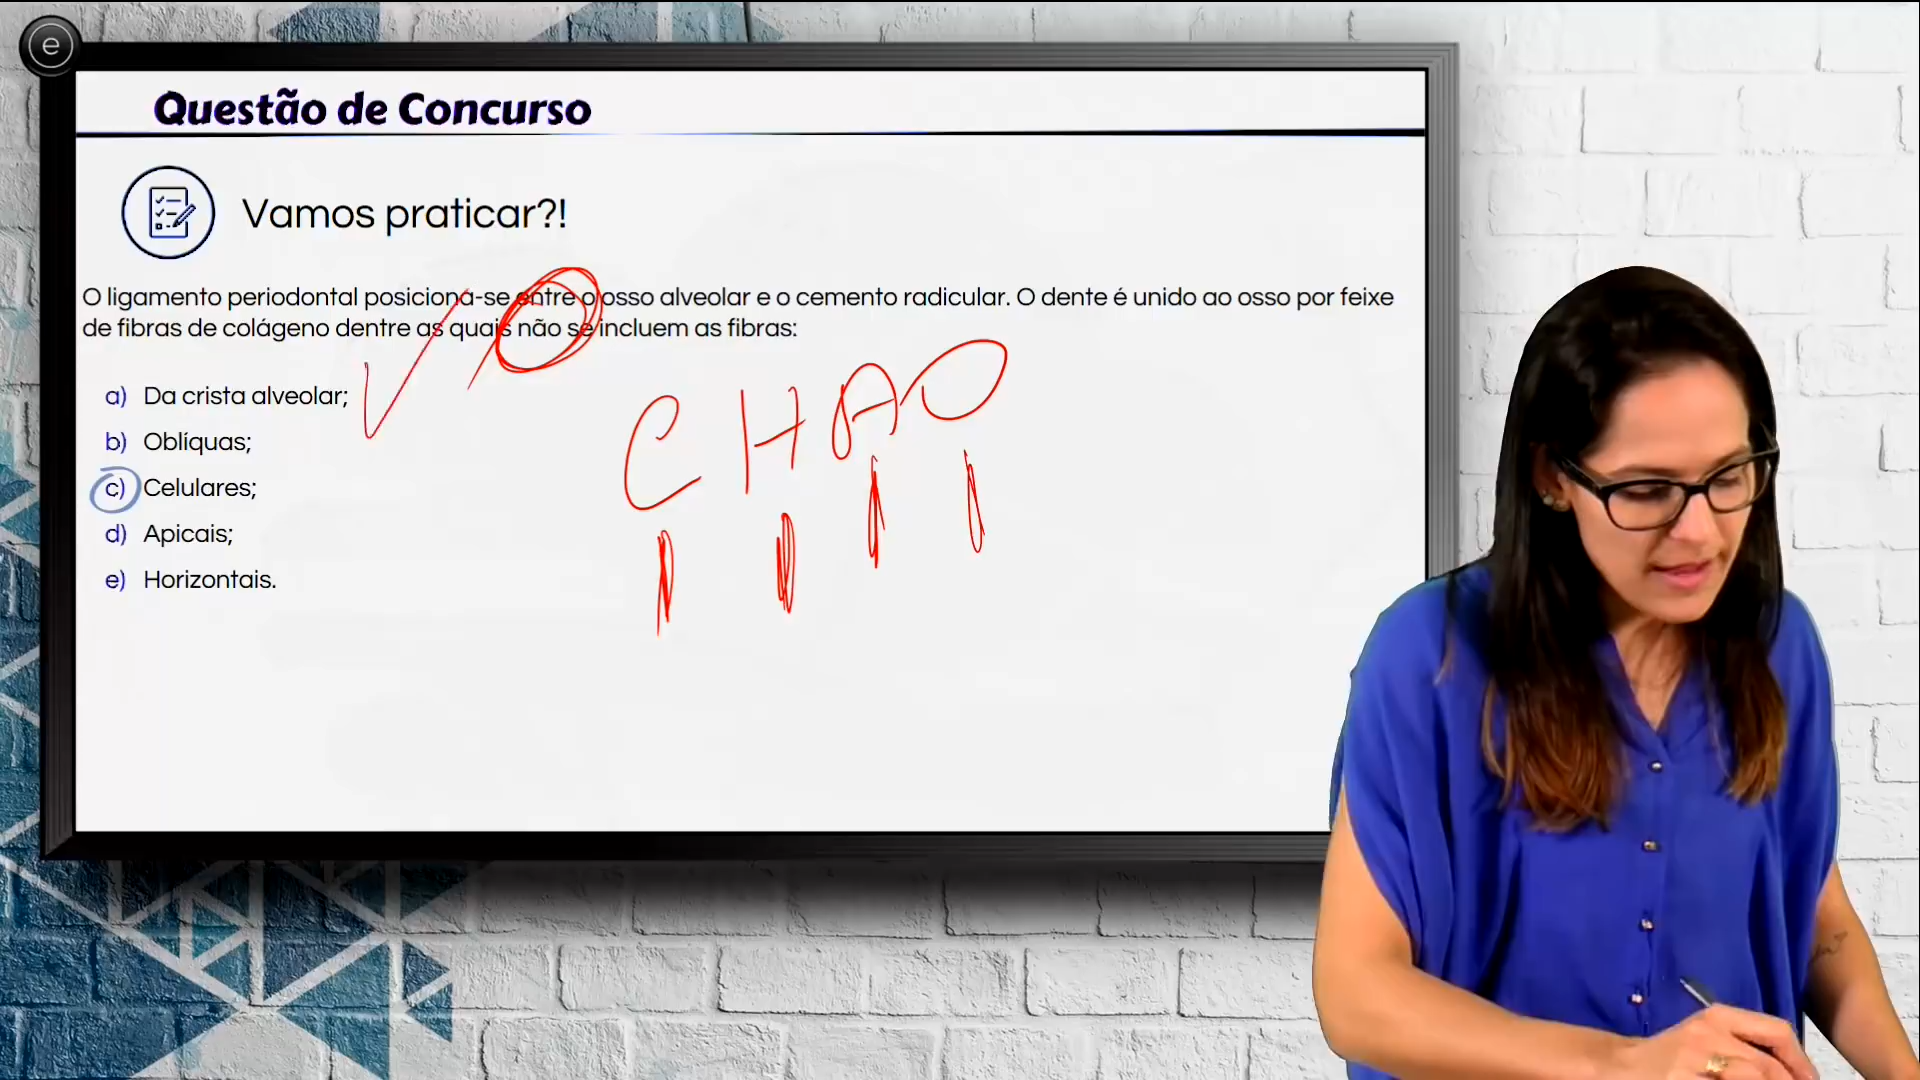 e
Questão de Concurso
Vamos praticar?!
O ligamento periodontal posiciona-se entre o osso alveolar e o cemento radicular. O dente é unido ao osso por feixe
de fibras de colágeno dentre as quais não se incluem as fibras:
a) Da crista alveolar;
b) Oblíquas;
c) Celulares;
d) Apicais;
e) Horizontais.
C H A O